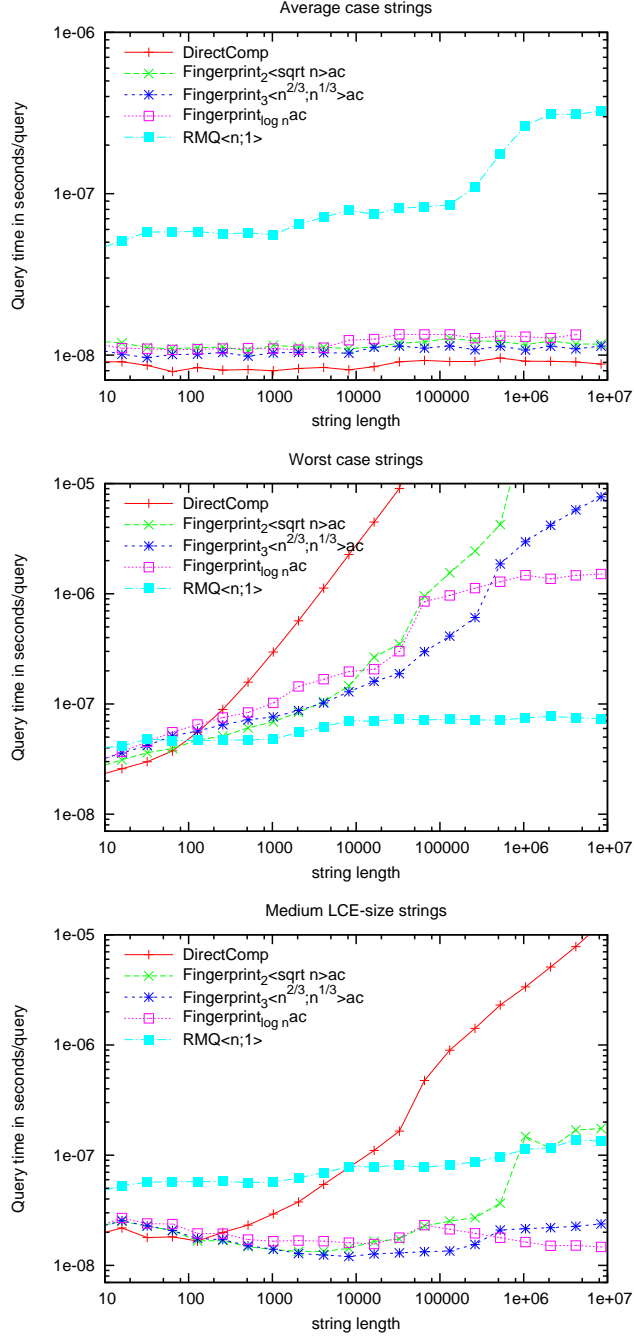 Average case strings
1e-06
DirectComp
Fingerprint2<sqrt n>ac
Fingerprint3<n2/3;n1/3>ac
Fingerprintlog nac
RMQ<n;1>
1e-07
1e-08
Query time in seconds/query
10 100 1000 10000 100000 1e+06 1e+07
string length
Worst case strings
1e-05
DirectComp
Fingerprint2<sqrt n>ac
Fingerprint3<n2/3;n1/3>ac
Fingerprintlog nac
RMQ<n;1>
1e-06
1e-07
1e-08
Query time in seconds/query
10 100 1000 10000 100000 1e+06 1e+07
string length
Medium LCE-size strings
1e-05
DirectComp
Fingerprint2<sqrt n>ac
Fingerprint3<n2/3;n1/3>ac
Fingerprintlog nac
RMQ<n;1>
1e-06
1e-07
1e-08
Query time in seconds/query
10 100 1000 10000 100000 1e+06 1e+07
string length